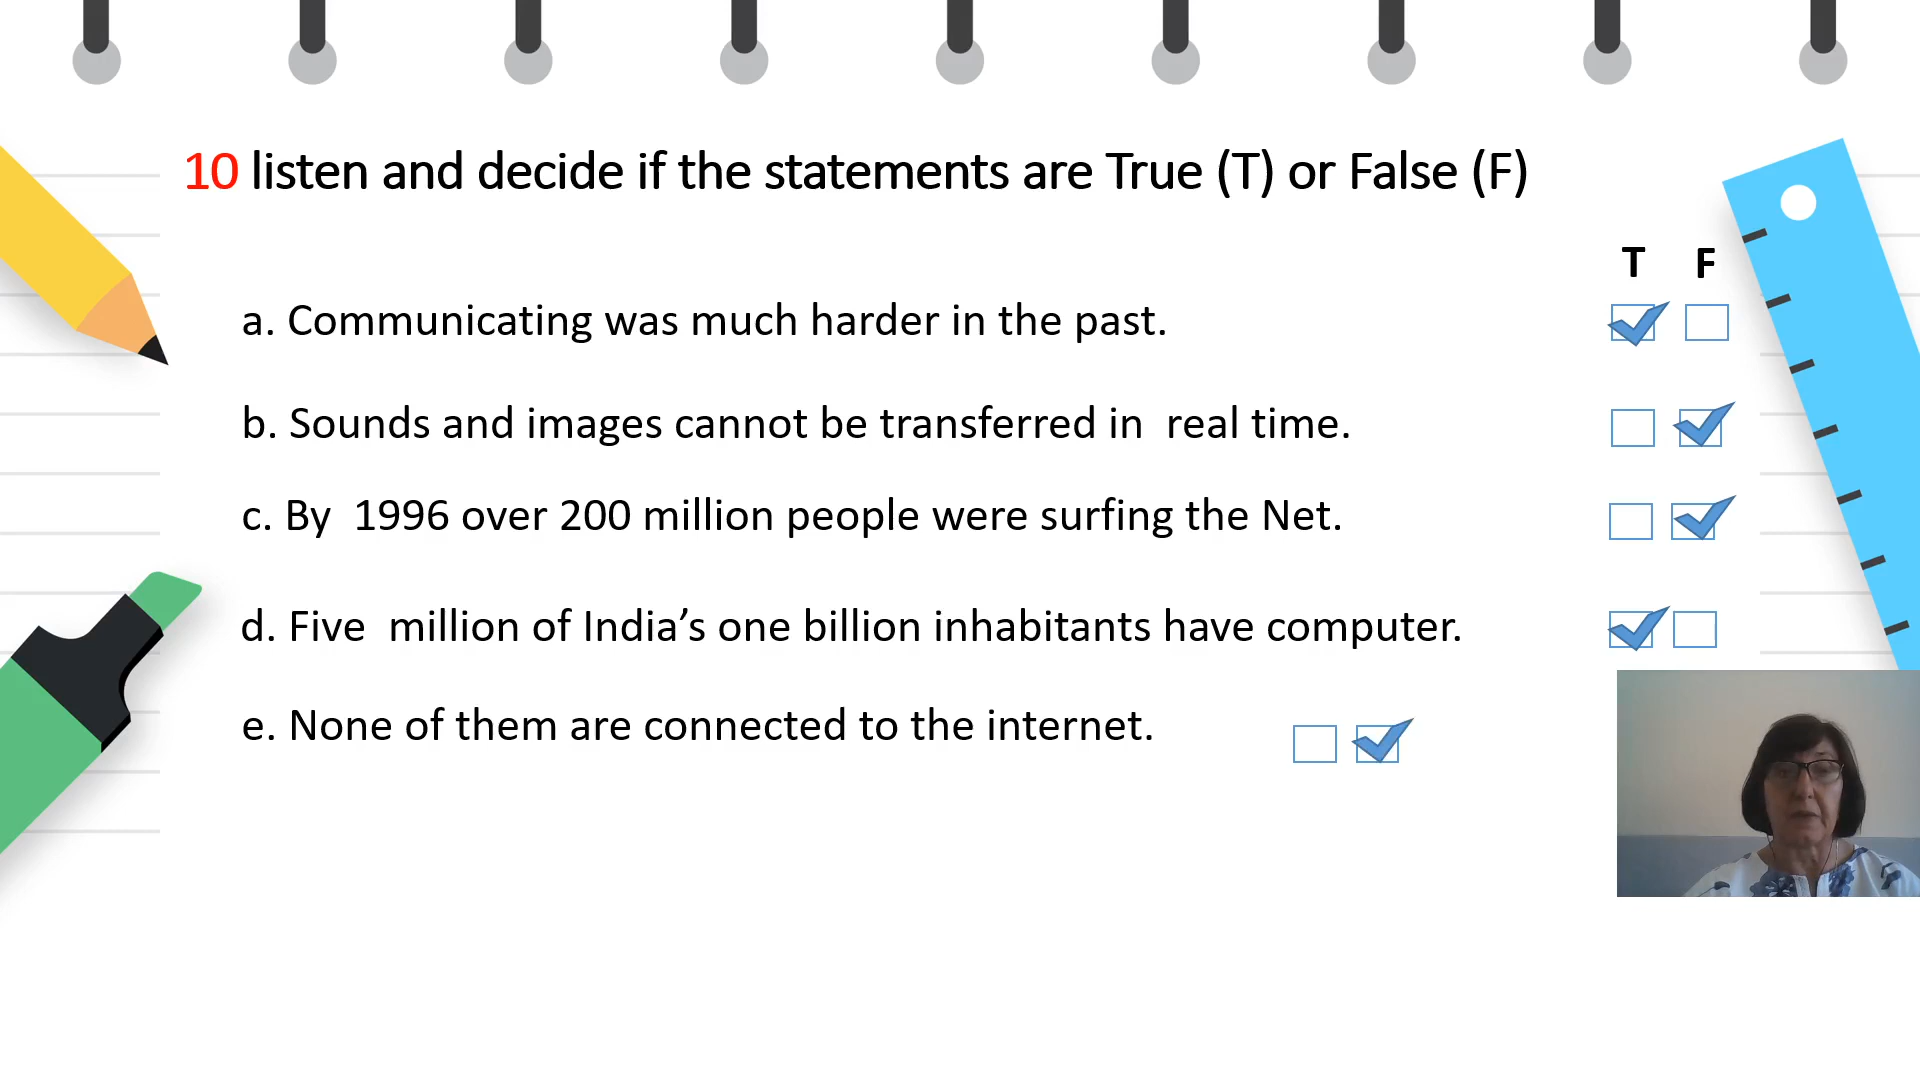 10 listen and decide if the statements are True (T) or False (F)
T F
a. Communicating was much harder in the past.
b. Sounds and images cannot be transferred in  real time.
c. By  1996 over 200 million people were surfing the Net.
d. Five  million of India’s one billion inhabitants have computer.
e. None of them are connected to the internet.